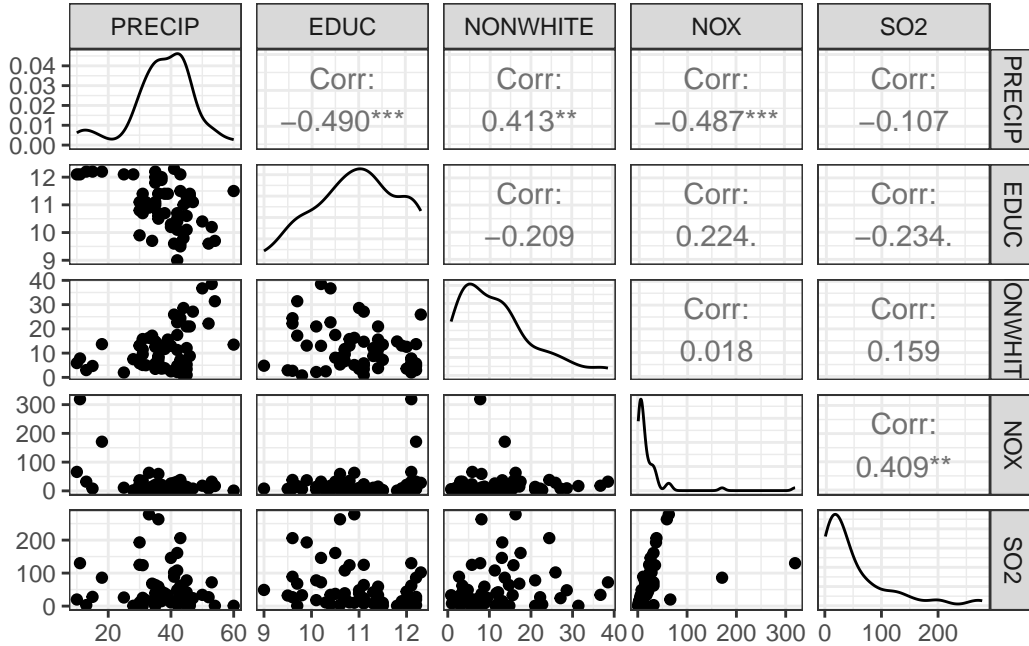 PRECIP EDUC NONWHITE NOX SO2
0.04
0.03
0.02
0.01
0.00
Corr:
−0.490***
Corr:
0.413**
Corr:
−0.487***
Corr:
−0.107
PRECIP
12
11
10
9
Corr:
−0.209
Corr:
0.224.
Corr:
−0.234.
EDUC
40
30
20
10
0
Corr:
0.018
Corr:
0.159
ONWHIT
300
200
100
0
Corr:
0.409**
NOX
200
100
0
SO2
20 40 60 9 10 11 12 0 10 20 30 40 0 100 200 300 0 100 200